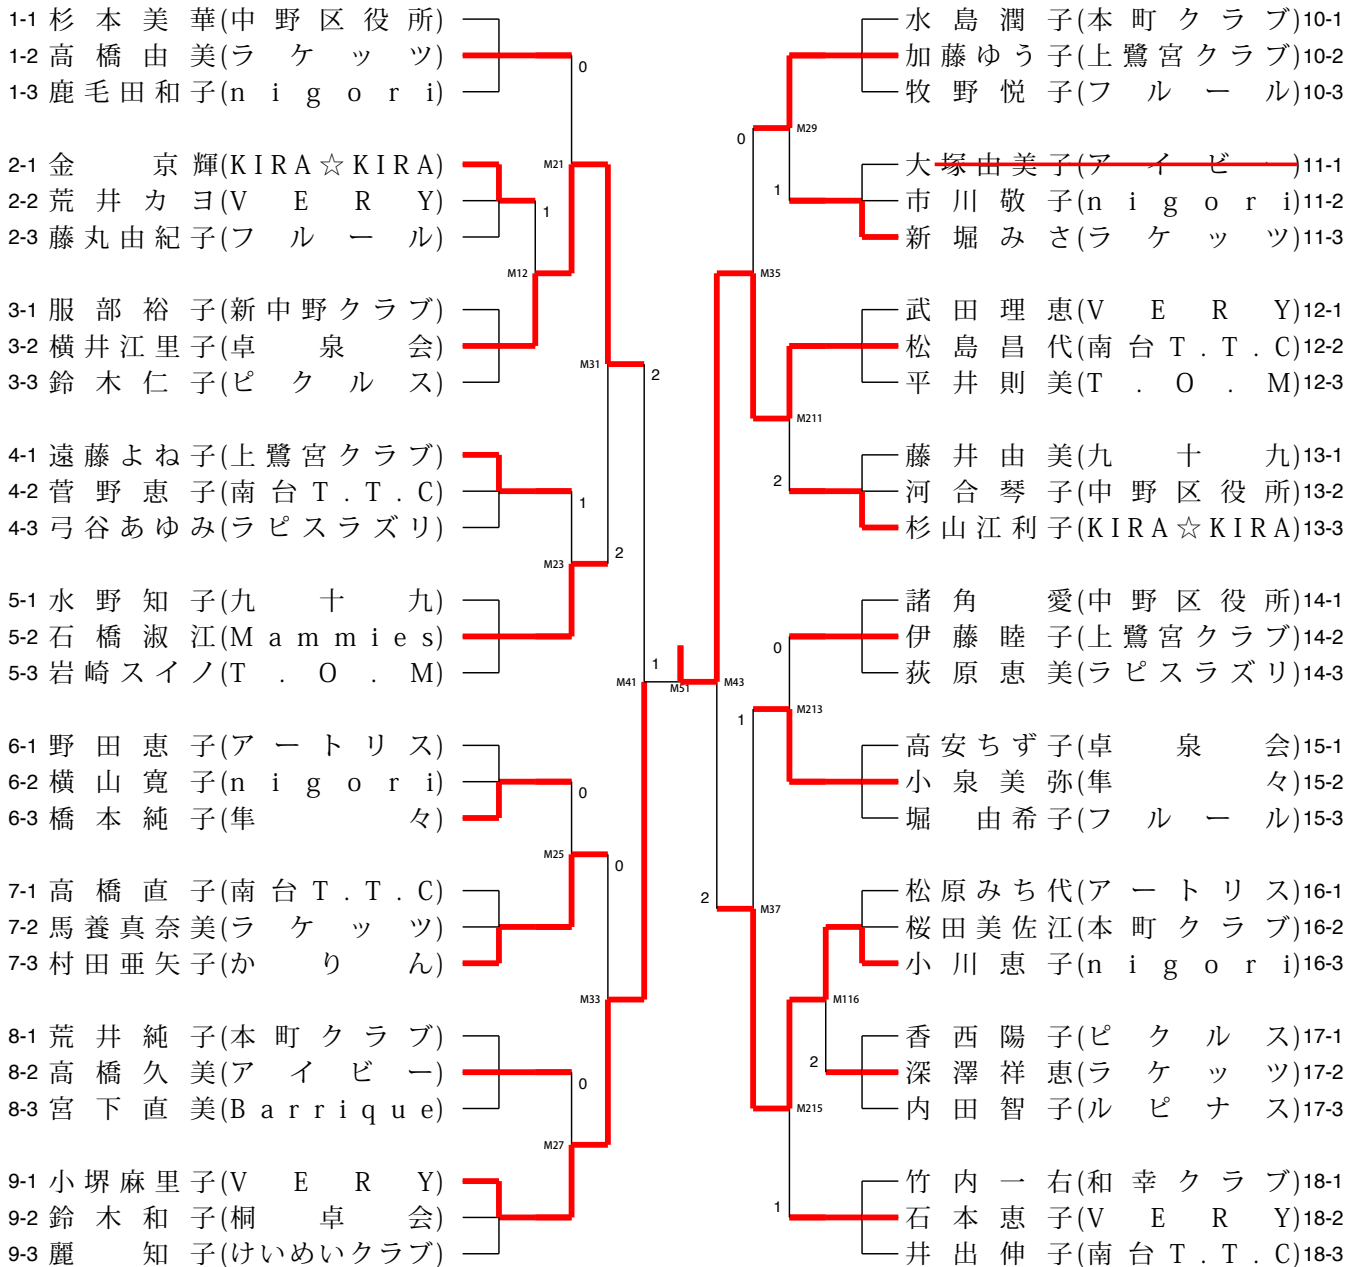 1-1 杉本美華(中野区役所)
1-2 高橋由美(ラケッツ)
1-3 鹿毛田和子(nigori)
0
2-1 金 京輝(KIRA☆KIRA)
2-2 荒井カヨ(VERY)
2-3 藤丸由紀子(フルール)
M21
1
M12
3-1 服部裕子(新中野クラブ)
3-2 横井江里子(卓泉会)
3-3 鈴木仁子(ピクルス)
M31
2
4-1 遠藤よね子(上鷺宮クラブ)
4-2 菅野恵子(南台T.T.C)
4-3 弓谷あゆみ(ラピスラズリ)
1
M23
2
5-1 水野知子(九十九)
5-2 石橋淑江(Mammies)
5-3 岩崎スイノ(T.O.M)
1
M41
M51
M43
6-1 野田恵子(アートリス)
6-2 横山寛子(nigori)
6-3 橋本純子(隼々)
0
M25
0
7-1 高橋直子(南台T.T.C)
7-2 馬養真奈美(ラケッツ)
7-3 村田亜矢子(かりん)
M33
8-1 荒井純子(本町クラブ)
8-2 高橋久美(アイビー)
8-3 宮下直美(Barrique)
0
M27
9-1 小堺麻里子(VERY)
9-2 鈴木和子(桐卓会)
9-3 麗 知子(けいめいクラブ)
水島潤子(本町クラブ)10-1
加藤ゆう子(上鷺宮クラブ)10-2
牧野悦子(フルール)10-3
M29
0
大塚由美子(アイビー)11-1
市川敬子(nigori)11-2
新堀みさ(ラケッツ)11-3
1
M35
武田理恵(VERY)12-1
松島昌代(南台T.T.C)12-2
平井則美(T.O.M)12-3
M211
藤井由美(九十九)13-1
河合琴子(中野区役所)13-2
杉山江利子(KIRA☆KIRA)13-3
2
諸角 愛(中野区役所)14-1
伊藤睦子(上鷺宮クラブ)14-2
荻原恵美(ラピスラズリ)14-3
0
M213
1
高安ちず子(卓泉会)15-1
小泉美弥(隼々)15-2
堀 由希子(フルール)15-3
2
M37
松原みち代(アートリス)16-1
桜田美佐江(本町クラブ)16-2
小川恵子(nigori)16-3
M116
香西陽子(ピクルス)17-1
深澤祥恵(ラケッツ)17-2
内田智子(ルピナス)17-3
2
M215
竹内一右(和幸クラブ)18-1
石本恵子(VERY)18-2
井出伸子(南台T.T.C)18-3
1